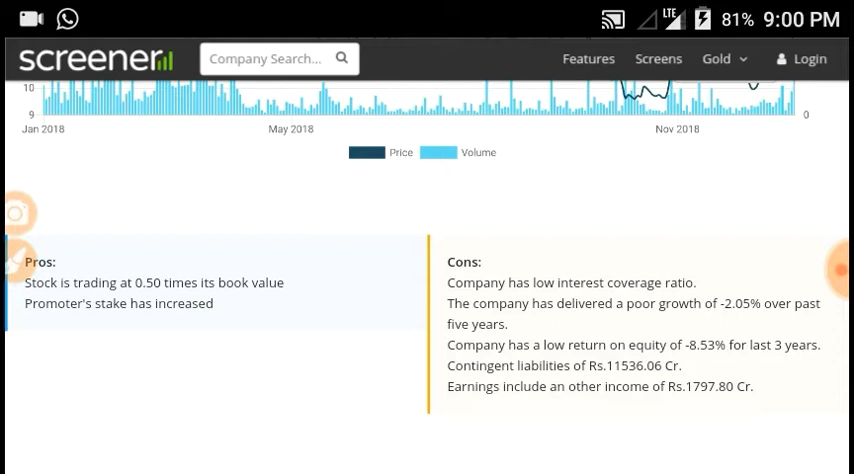 LTE 81% 9:00 PM
screener Company Search... Features Screens Gold Login
10
9 0
Jan 2018 May 2018 Nov 2018
Price Volume
Pros:
Stock is trading at 0.50 times its book value
Promoter's stake has increased
Cons:
Company has low interest coverage ratio.
The company has delivered a poor growth of -2.05% over past
five years.
Company has a low return on equity of -8.53% for last 3 years.
Contingent liabilities of Rs.11536.06 Cr.
Earnings include an other income of Rs.1797.80 Cr.